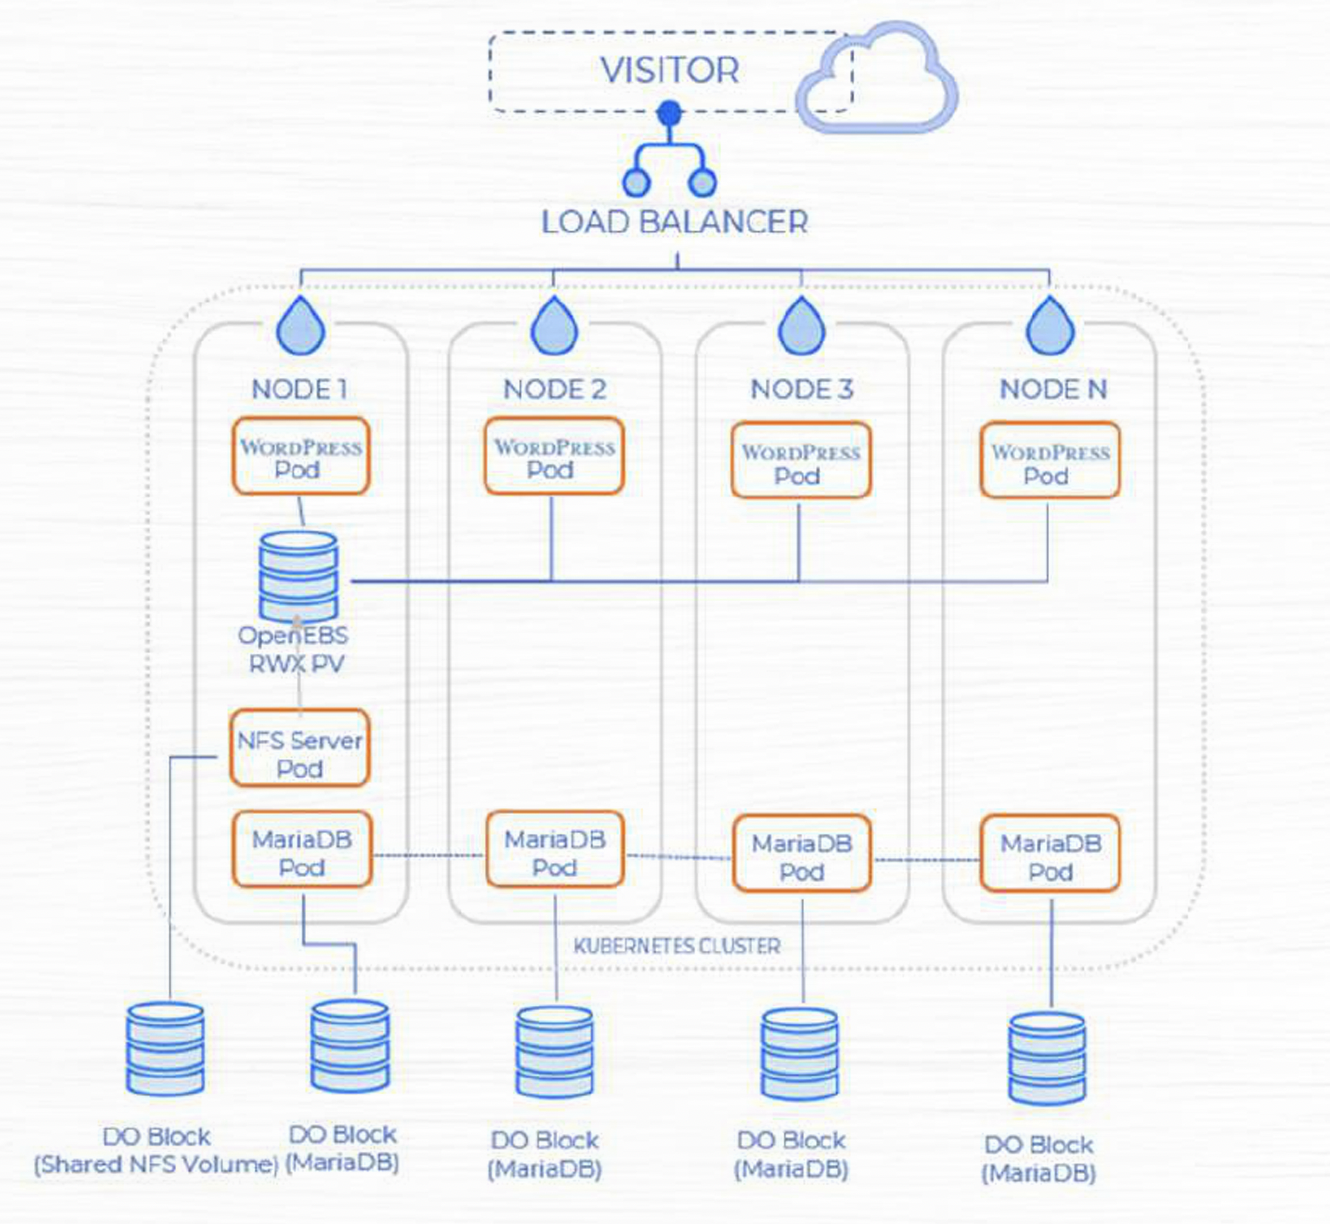 VISITOR
LOAD BALANCER
NODE 1
NODE 2
NODE 3
NODE N
WORDPRESS
Pod
WORDPRESS
Pod
WORDPRESS
Pod
WORDPRESS
Pod
OpenEBS
RWX PV
NFS Server
Pod
MariaDB
Pod
MariaDB
Pod
MariaDB
Pod
MariaDB
Pod
KUBERNETES CLUSTER
DO Block
(Shared NFS Volume)
DO Block
(MariaDB)
DO Block
(MariaDB)
DO Block
(MariaDB)
DO Block
(MariaDB)